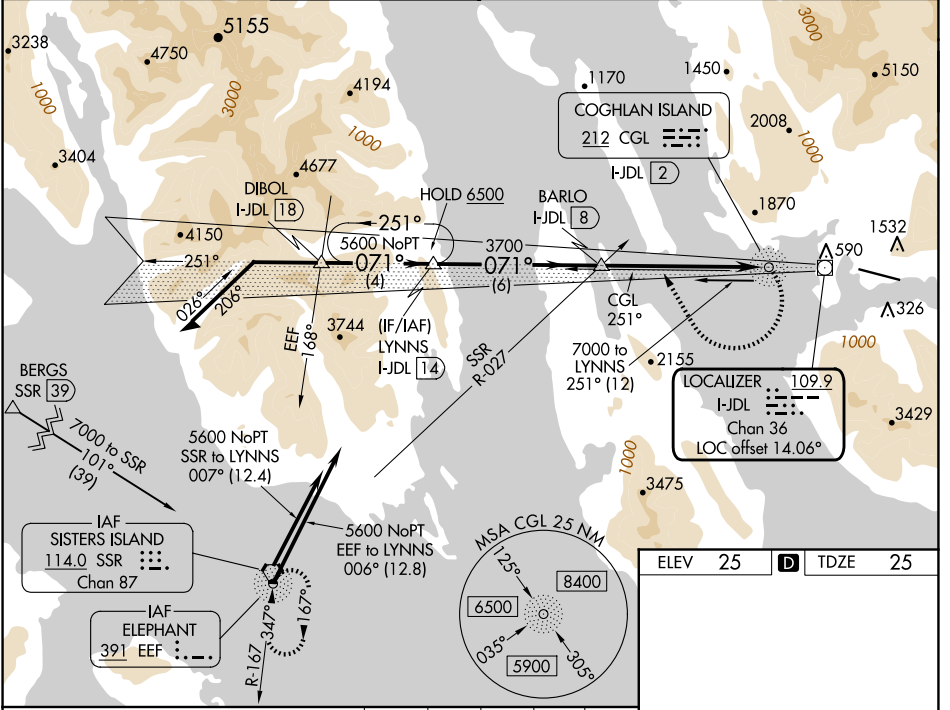 3238
5155
4750
4194
1000
3000
1000
3404
4677
1170
1450
3000
5150
COGHLAN ISLAND
212 CGL
I-JDL 2
2008
1000
1870
1532
590
326
1000
3429
DIBOL
I-JDL 18
HOLD 6500
BARLO
I-JDL 8
4150
251°
251°
5600 NoPT
071°
(4)
3700
071°
(6)
026°
206°
EEF
168°
3744
(IF/IAF)
LYNNS
I-JDL 14
CGL
251°
SSR
R-027
7000 to
LYNNS
251° (12)
2155
LOCALIZER 109.9
I-JDL
Chan 36
LOC offset 14.06°
BERGS
SSR 39
7000 to SSR
101°
(39)
5600 NoPT
SSR to LYNNS
007° (12.4)
5600 NoPT
EEF to LYNNS
006° (12.8)
1000
3475
IAF
SISTERS ISLAND
114.0 SSR
Chan 87
IAF
ELEPHANT
391 EEF
347°
167°
R-167
MSA CGL 25 NM
125°
8400
6500
035°
305°
5900
ELEV 25 D TDZE 25